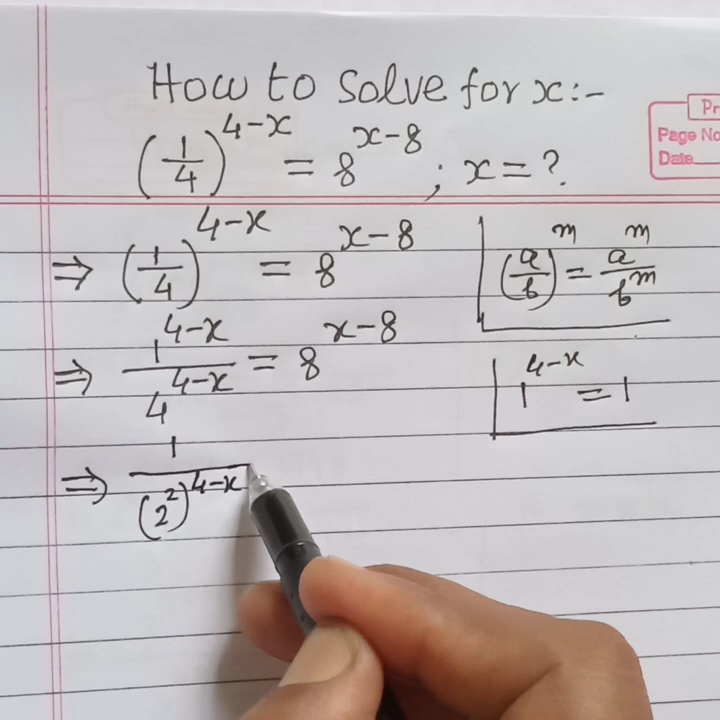 How to solve for x:-
(1/4)^(4-x) = 8^(x-8) ; x = ?
Pr
Page No
Date
⇒ (1/4)^(4-x) = 8^(x-8)
(a/b)^m = a^m/b^m
⇒ 1^(4-x)/4^(4-x) = 8^(x-8)
1^(4-x) = 1
⇒ 1/(2^2)^(4-x)